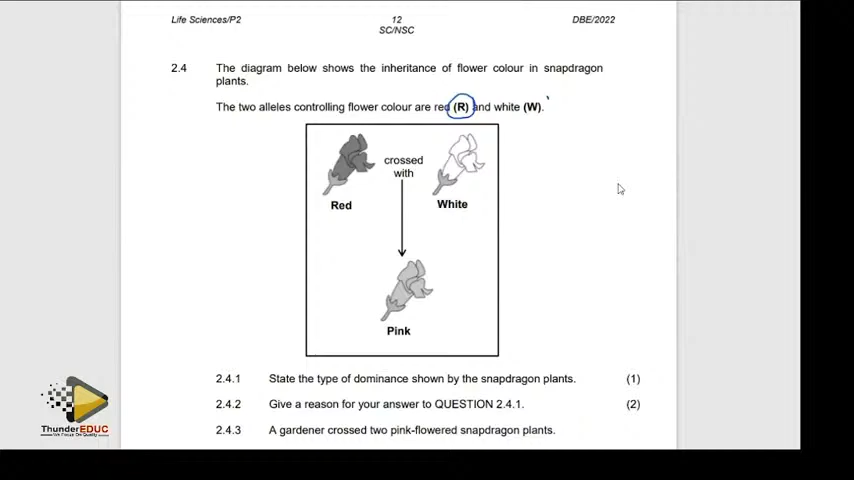 Life Sciences/P2 12 DBE/2022
SC/NSC
2.4 The diagram below shows the inheritance of flower colour in snapdragon
plants.
The two alleles controlling flower colour are red (R) and white (W).
crossed
with
Red White
Pink
2.4.1 State the type of dominance shown by the snapdragon plants. (1)
2.4.2 Give a reason for your answer to QUESTION 2.4.1. (2)
2.4.3 A gardener crossed two pink-flowered snapdragon plants.
ThunderEDUC
We Focus On Quality